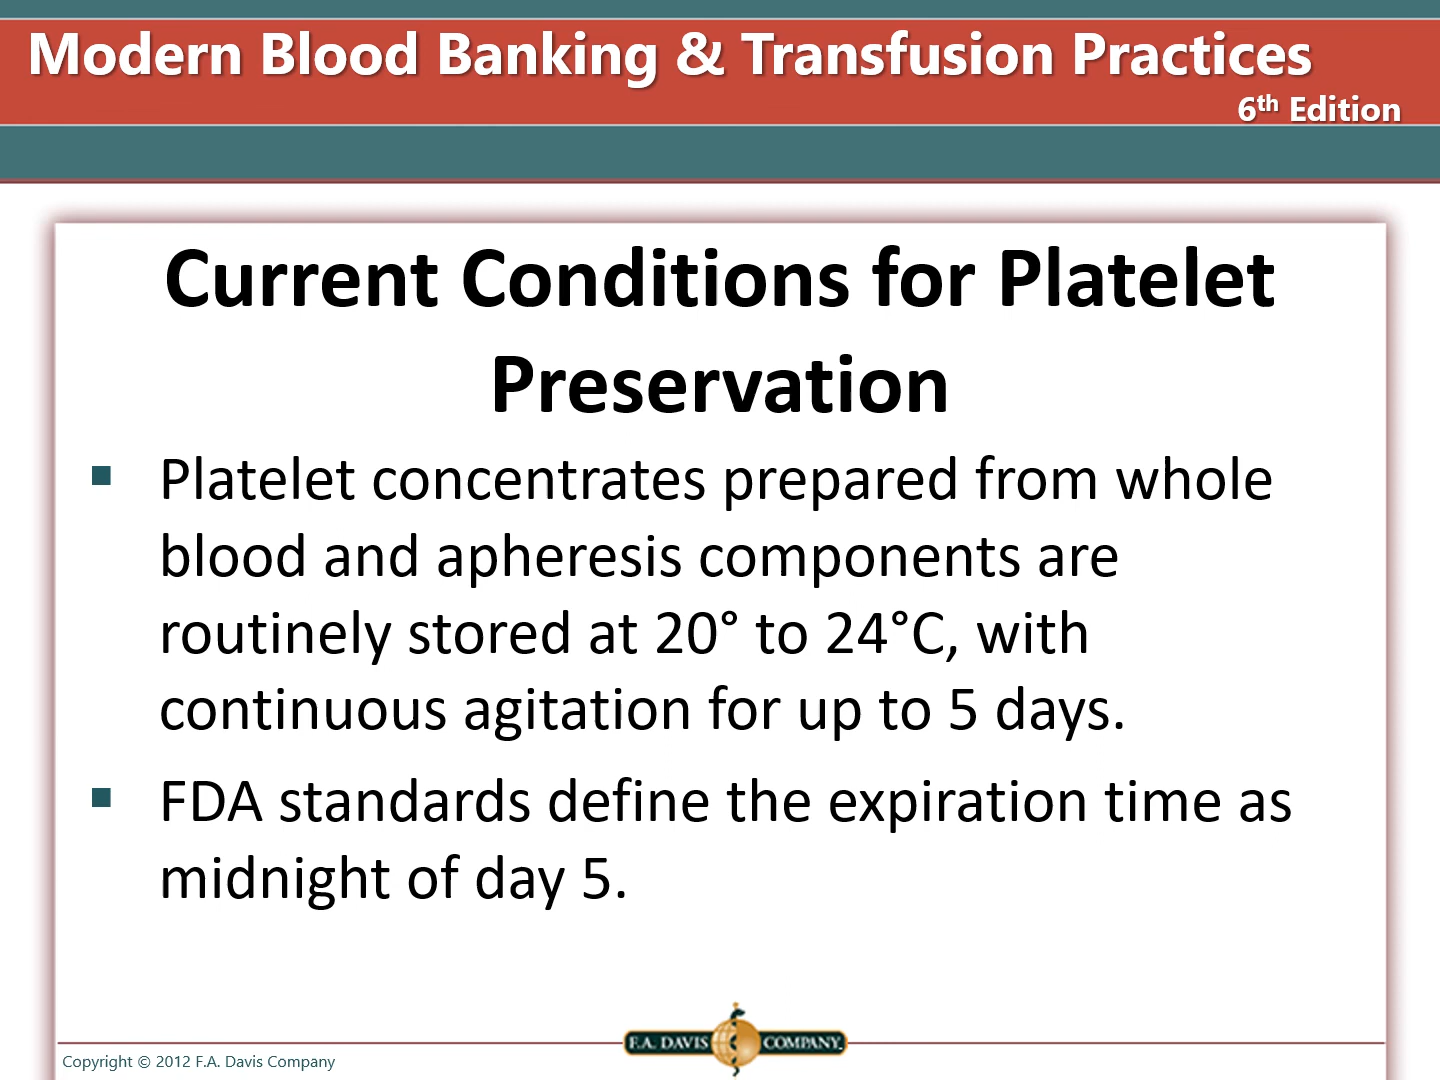 Modern Blood Banking & Transfusion Practices
6th Edition
Current Conditions for Platelet
Preservation
▪ Platelet concentrates prepared from whole
blood and apheresis components are
routinely stored at 20° to 24°C, with
continuous agitation for up to 5 days.
▪ FDA standards define the expiration time as
midnight of day 5.
F.A. DAVIS COMPANY
Copyright © 2012 F.A. Davis Company